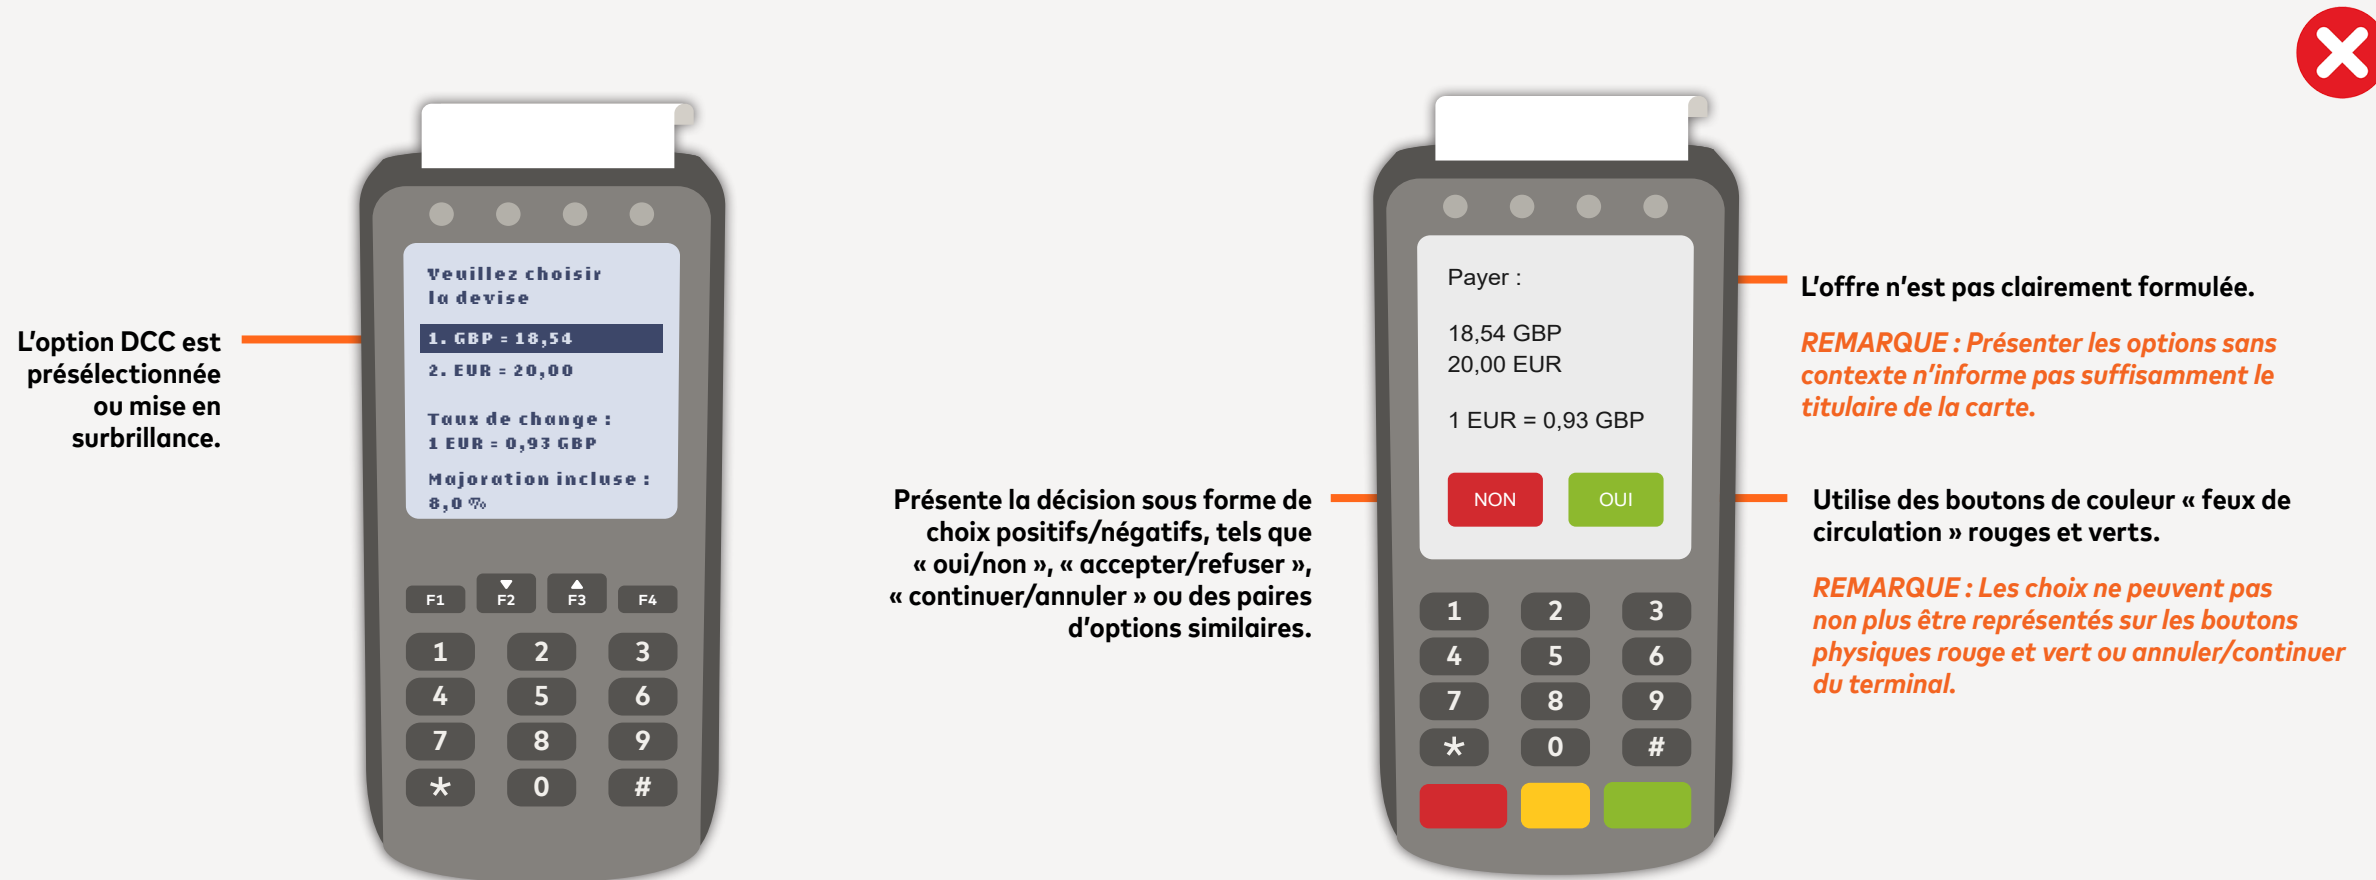 L'option DCC est
présélectionnée
ou mise en
surbrillance.
Veuillez choisir
la devise
1. GBP = 18,54
2. EUR = 20,00
Taux de change :
1 EUR = 0,93 GBP
Majoration incluse :
8,0 %
F1
F2
F3
F4
1 2 3
4 5 6
7 8 9
* 0 #
Présente la décision sous forme de
choix positifs/négatifs, tels que
« oui/non », « accepter/refuser »,
« continuer/annuler » ou des paires
d'options similaires.
Payer :
18,54 GBP
20,00 EUR
1 EUR = 0,93 GBP
NON
OUI
1 2 3
4 5 6
7 8 9
* 0 #
L'offre n'est pas clairement formulée.
REMARQUE : Présenter les options sans
contexte n'informe pas suffisamment le
titulaire de la carte.
Utilise des boutons de couleur « feux de
circulation » rouges et verts.
REMARQUE : Les choix ne peuvent pas
non plus être représentés sur les boutons
physiques rouge et vert ou annuler/continuer
du terminal.